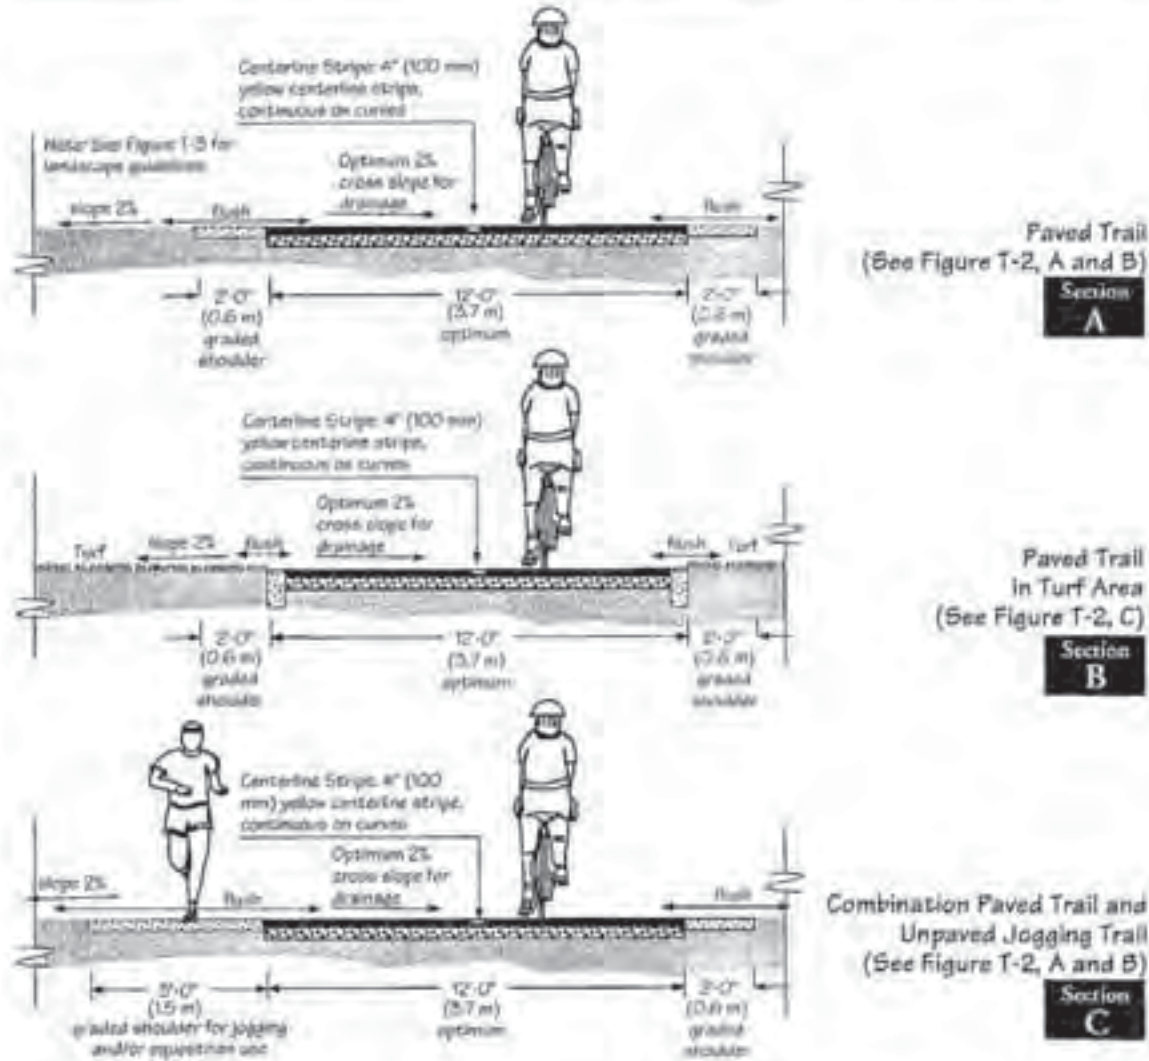 Centerline Stripe: 4" (100 mm)
yellow centerline stripe,
continuous on curves
Note: See Figure T-3 for
landscape guidelines
Optimum 2%
cross slope for
drainage
slope 2%
flush
flush
2'-0"
(0.6 m)
graded
shoulder
12'-0"
(3.7 m)
optimum
2'-0"
(0.6 m)
graded
shoulder
Paved Trail
(See Figure T-2, A and B)
Section
A
Centerline Stripe: 4" (100 mm)
yellow centerline stripe,
continuous on curves
Optimum 2%
cross slope for
drainage
Turf
slope 2%
flush
flush
Turf
2'-0"
(0.6 m)
graded
shoulder
12'-0"
(3.7 m)
optimum
2'-0"
(0.6 m)
graded
shoulder
Paved Trail
in Turf Area
(See Figure T-2, C)
Section
B
Centerline Stripe: 4" (100
mm) yellow centerline stripe,
continuous on curves
Optimum 2%
cross slope for
drainage
slope 2%
flush
flush
5'-0"
(1.5 m)
graded shoulder for jogging
and/or equestrian use
12'-0"
(3.7 m)
optimum
2'-0"
(0.6 m)
graded
shoulder
Combination Paved Trail and
Unpaved Jogging Trail
(See Figure T-2, A and B)
Section
C